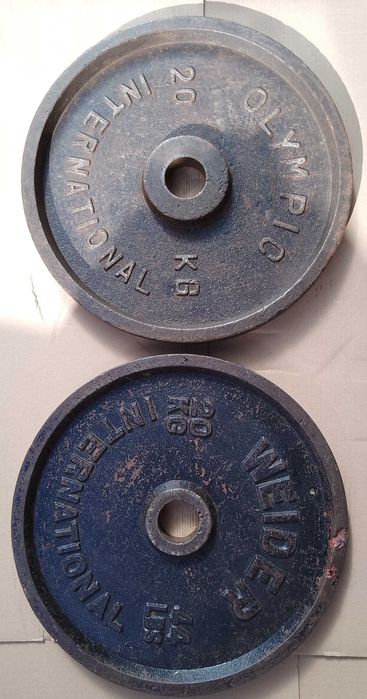 OLYMPIC
20 KG
INTERNATIONAL
WEIDER
20
KG
44
LBS
INTERNATIONAL